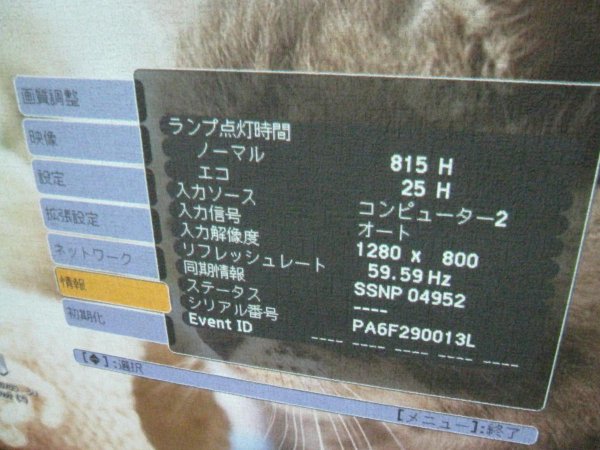 画質調整
映像
設定
拡張設定
ネットワーク
情報
初期化
ランプ点灯時間
ノーマル 815 H
エコ 25 H
入力ソース コンピューター2
入力信号 オート
入力解像度 1280 x 800
リフレッシュレート 59.59 Hz
同期情報 SSNP 04952
ステータス ----
シリアル番号 PA6F290013L
Event ID ---- ---- ---- ---- ----
[◆]:選択
[メニュー]:終了